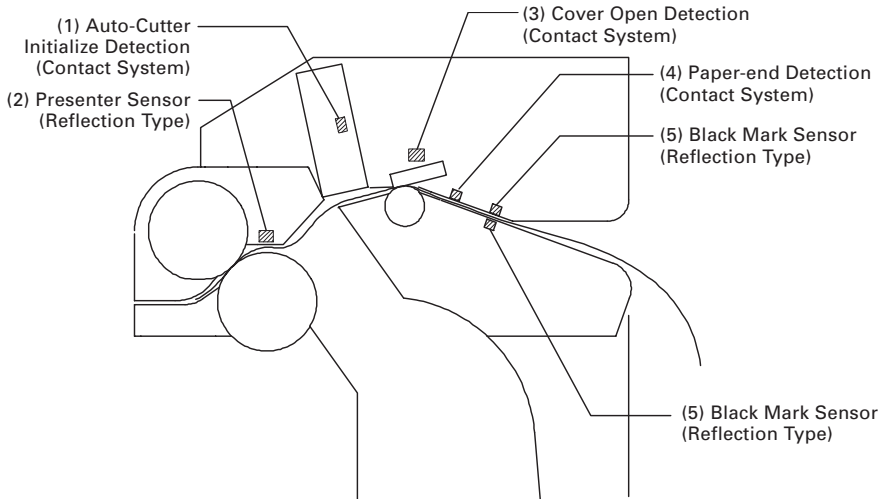 (1) Auto-Cutter
Initialize Detection
(Contact System)
(2) Presenter Sensor
(Reflection Type)
(3) Cover Open Detection
(Contact System)
(4) Paper-end Detection
(Contact System)
(5) Black Mark Sensor
(Reflection Type)
(5) Black Mark Sensor
(Reflection Type)